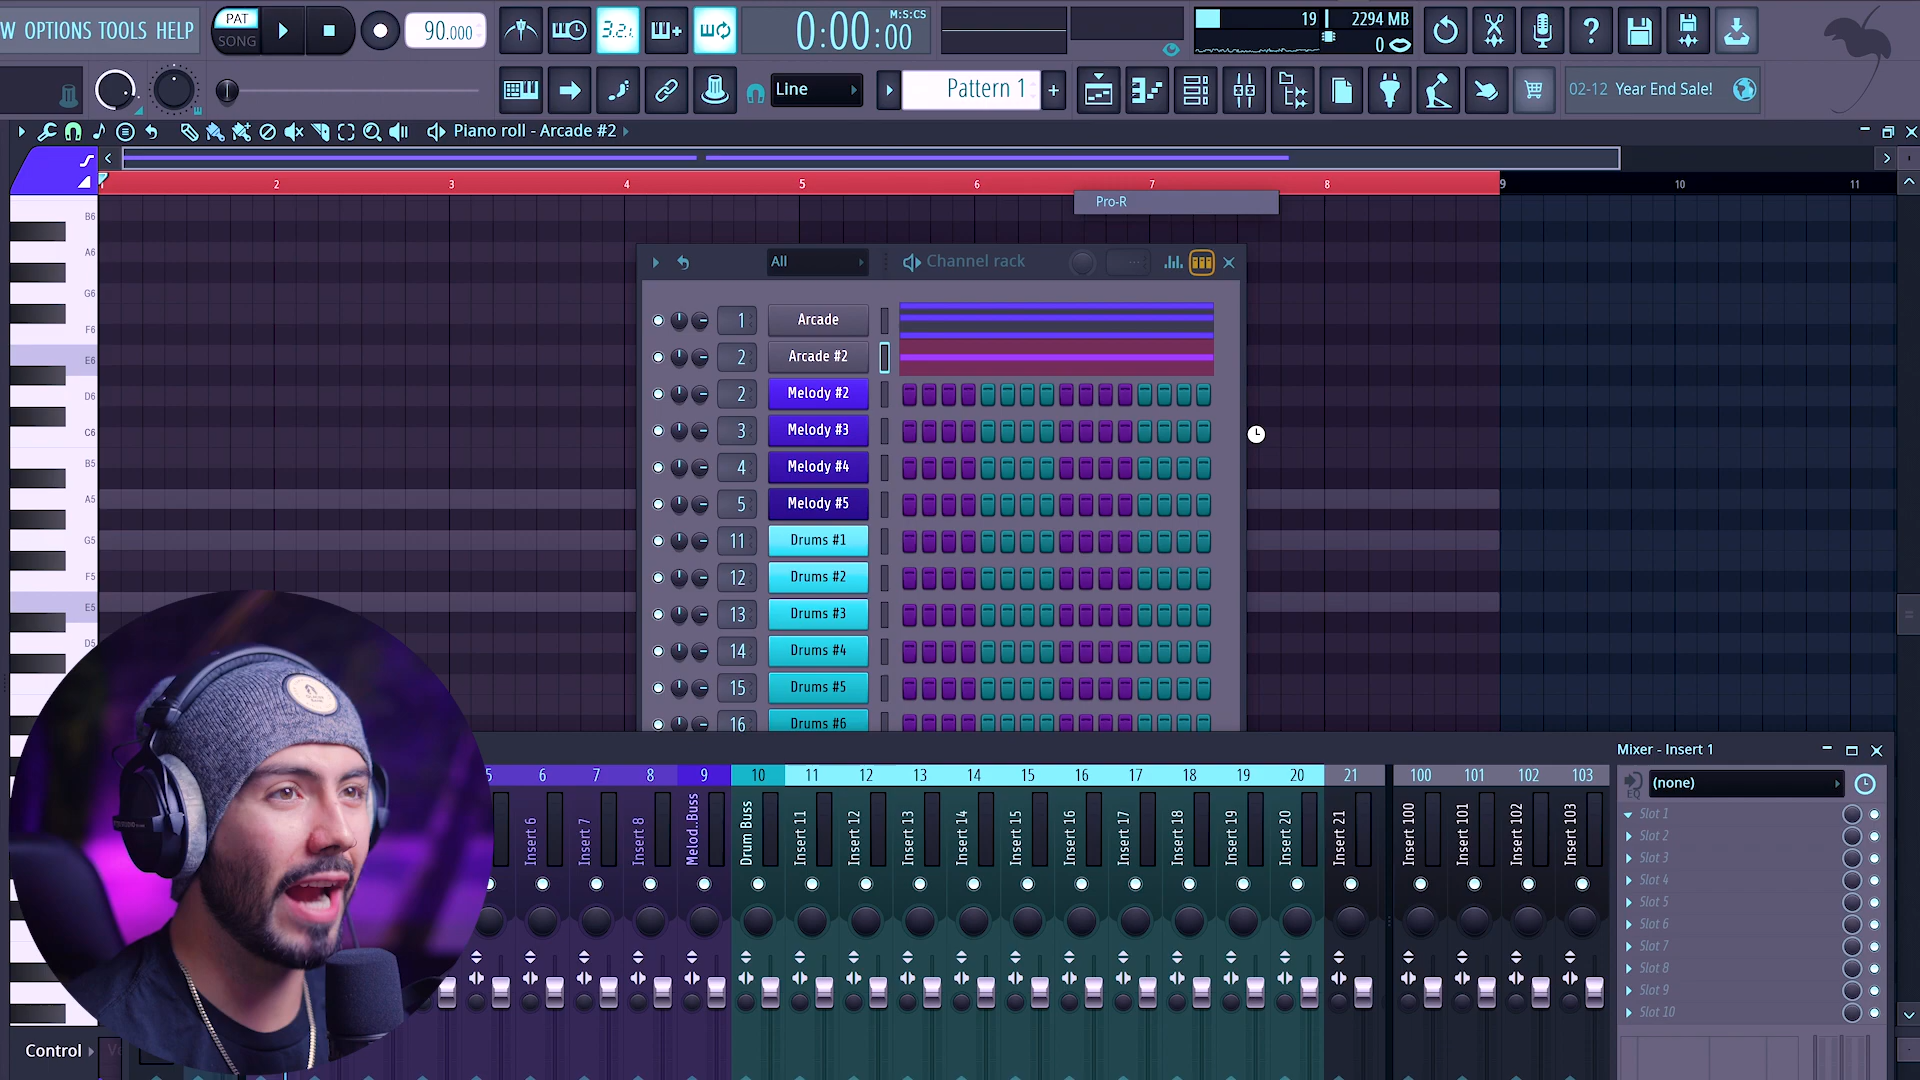 W OPTIONS TOOLS HELP
PAT
SONG
90.000
3.2.
0:00:00
M:S:CS
19
2294 MB
0
Line
Pattern 1
02-12 Year End Sale!
Piano roll - Arcade #2
2 3 4 5 6 7 8 9 10 11
Pro-R
B6
A6
G6
F6
E6
D6
C6
B5
A5
G5
F5
E5
D5
All
Channel rack
1 Arcade
2 Arcade #2
2 Melody #2
3 Melody #3
4 Melody #4
5 Melody #5
11 Drums #1
12 Drums #2
13 Drums #3
14 Drums #4
15 Drums #5
16 Drums #6
Mixer - Insert 1
5 6 7 8 9 10 11 12 13 14 15 16 17 18 19 20 21 100 101 102 103
Insert 6
Insert 7
Insert 8
Melod..Buss
Drum Buss
Insert 11
Insert 12
Insert 13
Insert 14
Insert 15
Insert 16
Insert 17
Insert 18
Insert 19
Insert 20
Insert 21
Insert 100
Insert 101
Insert 102
Insert 103
(none)
EQ
Slot 1
Slot 2
Slot 3
Slot 4
Slot 5
Slot 6
Slot 7
Slot 8
Slot 9
Slot 10
Control